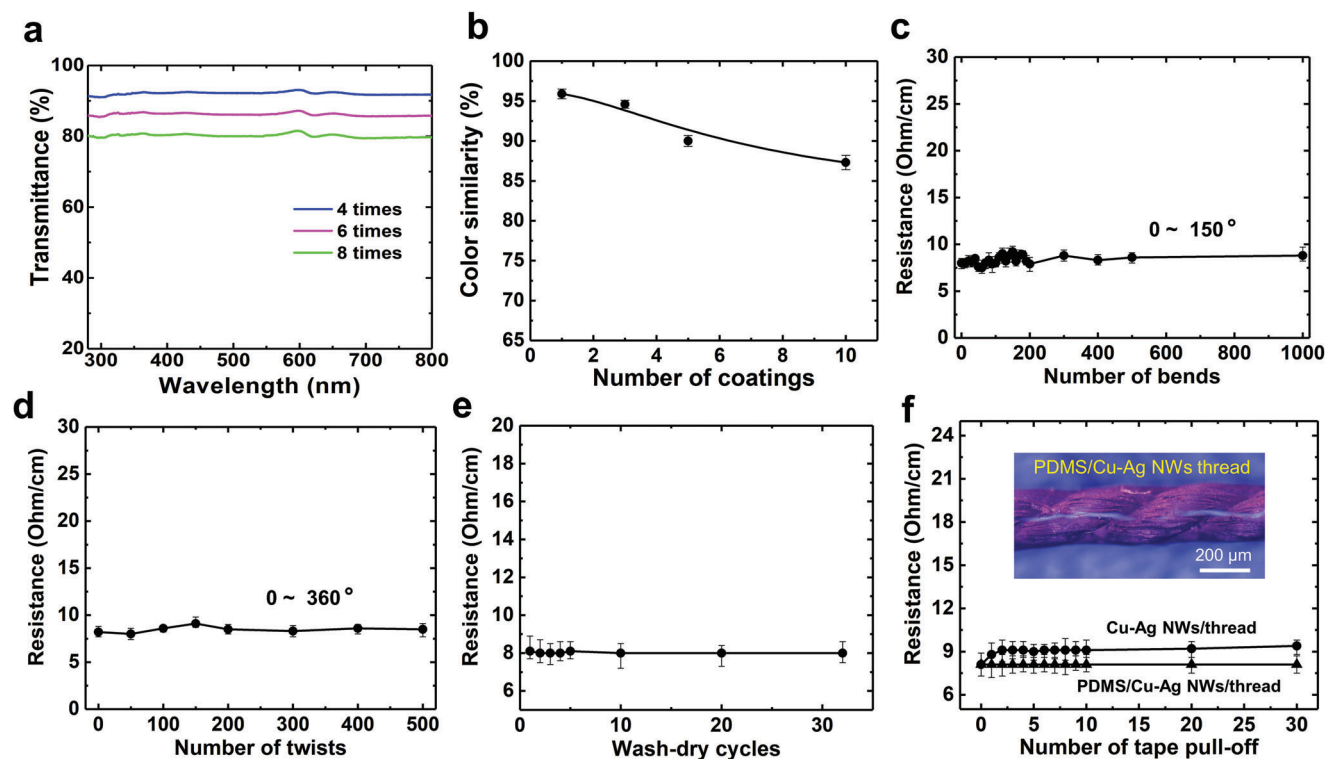 a
100
80
60
40
20
Transmittance (%)
4 times
6 times
8 times
300 400 500 600 700 800
Wavelength (nm)
b
100
95
90
85
80
75
70
65
Color similarity (%)
0 2 4 6 8 10
Number of coatings
c
30
25
20
15
10
5
0
Resistance (Ohm/cm)
0 ~ 150°
0 200 400 600 800 1000
Number of bends
d
30
25
20
15
10
5
0
Resistance (Ohm/cm)
0 ~ 360°
0 100 200 300 400 500
Number of twists
e
20
18
16
14
12
10
8
6
Resistance (Ohm/cm)
0 10 20 30
Wash-dry cycles
f
24
21
18
15
12
9
6
Resistance (Ohm/cm)
PDMS/Cu-Ag NWs thread
200 µm
Cu-Ag NWs/thread
PDMS/Cu-Ag NWs/thread
0 5 10 15 20 25 30
Number of tape pull-off